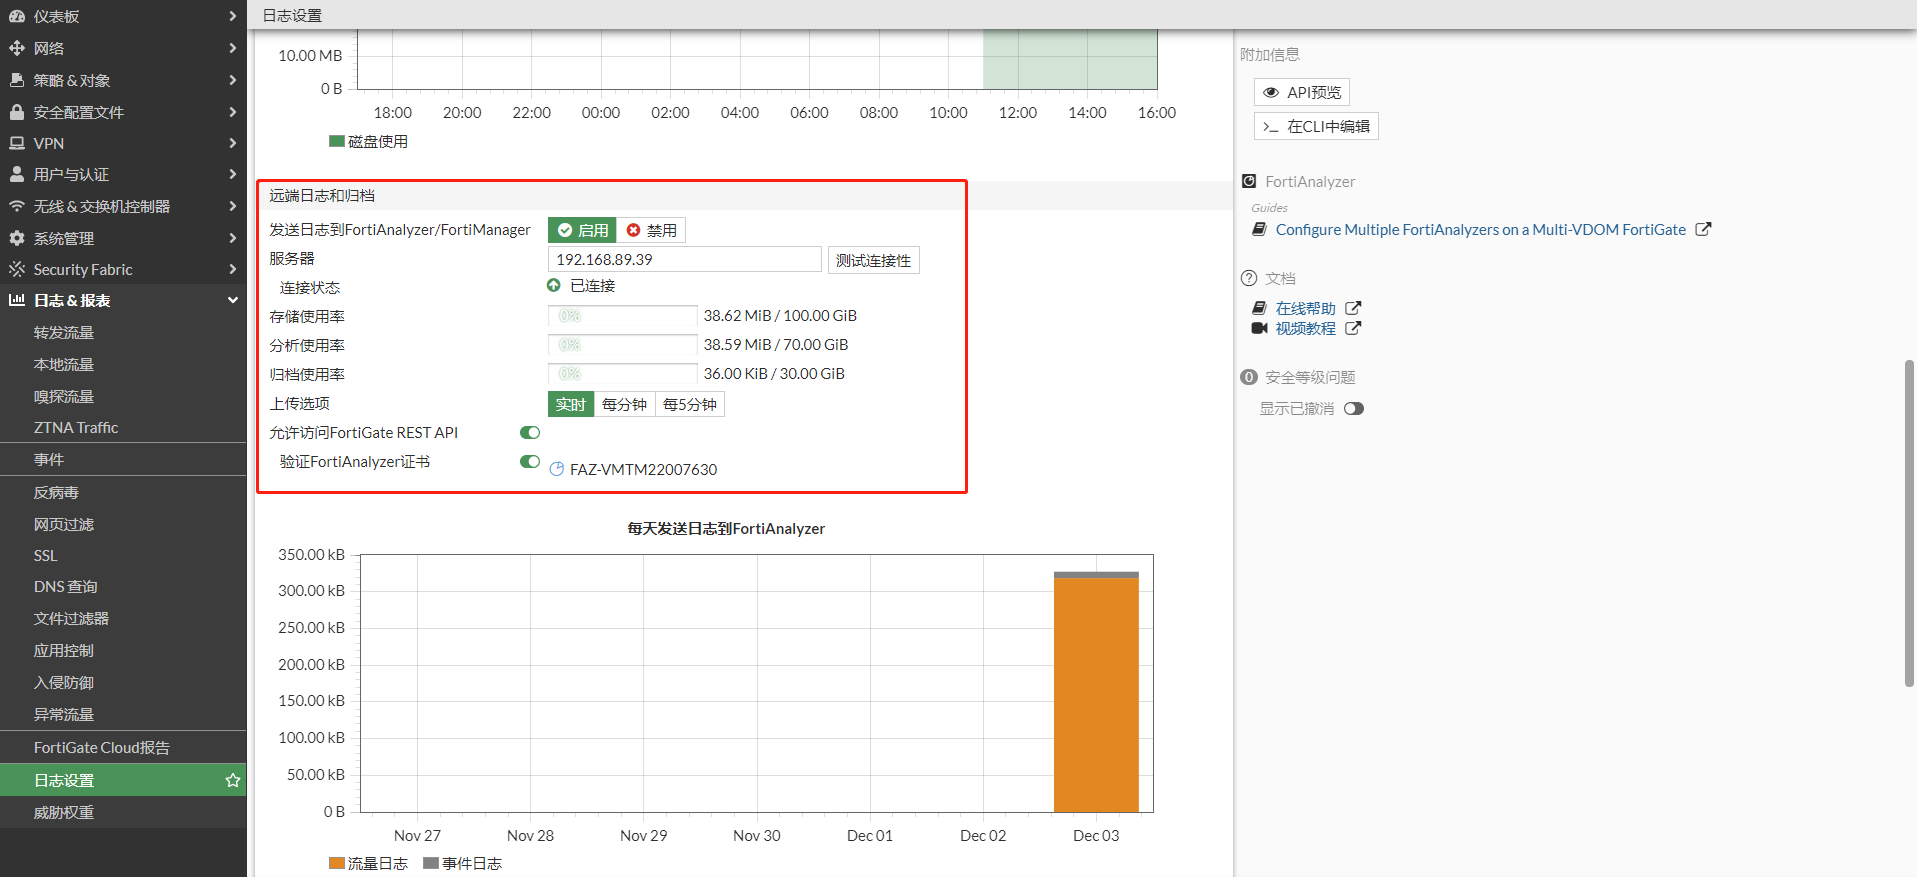 仪表板
网络
策略 & 对象
安全配置文件
VPN
用户与认证
无线 & 交换机控制器
系统管理
Security Fabric
日志 & 报表
转发流量
本地流量
嗅探流量
ZTNA Traffic
事件
反病毒
网页过滤
SSL
DNS 查询
文件过滤器
应用控制
入侵防御
异常流量
FortiGate Cloud报告
日志设置
威胁权重
日志设置
10.00 MB
0 B
18:00 20:00 22:00 00:00 02:00 04:00 06:00 08:00 10:00 12:00 14:00 16:00
磁盘使用
远端日志和归档
发送日志到FortiAnalyzer/FortiManager 启用 禁用
服务器 192.168.89.39 测试连接性
连接状态 已连接
存储使用率 0% 38.62 MiB / 100.00 GiB
分析使用率 0% 38.59 MiB / 70.00 GiB
归档使用率 0% 36.00 KiB / 30.00 GiB
上传选项 实时 每分钟 每5分钟
允许访问FortiGate REST API
验证FortiAnalyzer证书 FAZ-VMTM22007630
每天发送日志到FortiAnalyzer
350.00 kB
300.00 kB
250.00 kB
200.00 kB
150.00 kB
100.00 kB
50.00 kB
0 B
Nov 27 Nov 28 Nov 29 Nov 30 Dec 01 Dec 02 Dec 03
流量日志 事件日志
附加信息
API预览
>_ 在CLI中编辑
FortiAnalyzer
Guides
Configure Multiple FortiAnalyzers on a Multi-VDOM FortiGate
? 文档
在线帮助
视频教程
0 安全等级问题
显示已撤消